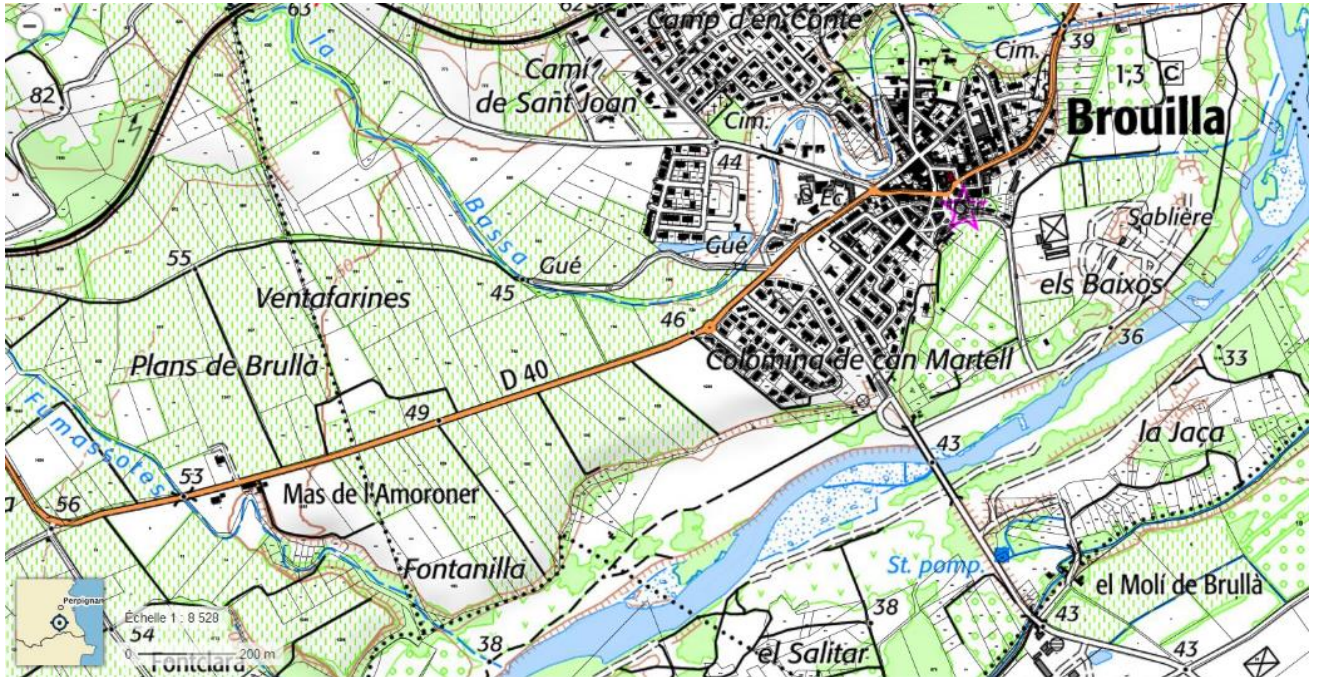 63
62
la
Camp d'en Conte
39
Cim.
1,3 C
82
Camí
de Sant Joan
Cim.
Brouilla
44
Bassa
S Ec.
Sablière
Gué
55
50
Gué
els Baixos
45
Ventafarines
46
36
Plans de Brullà
D 40
Colomina de can Martell
33
Fumassotes
49
la Jaça
43
53
Mas de l'Amoroner
56
a
St. pomp.
Fontanilla
el Molí de Brullà
Perpignan
Échelle 1 : 8 528
38
43
54
0 200 m
38
el Salitar
43
Fontclara